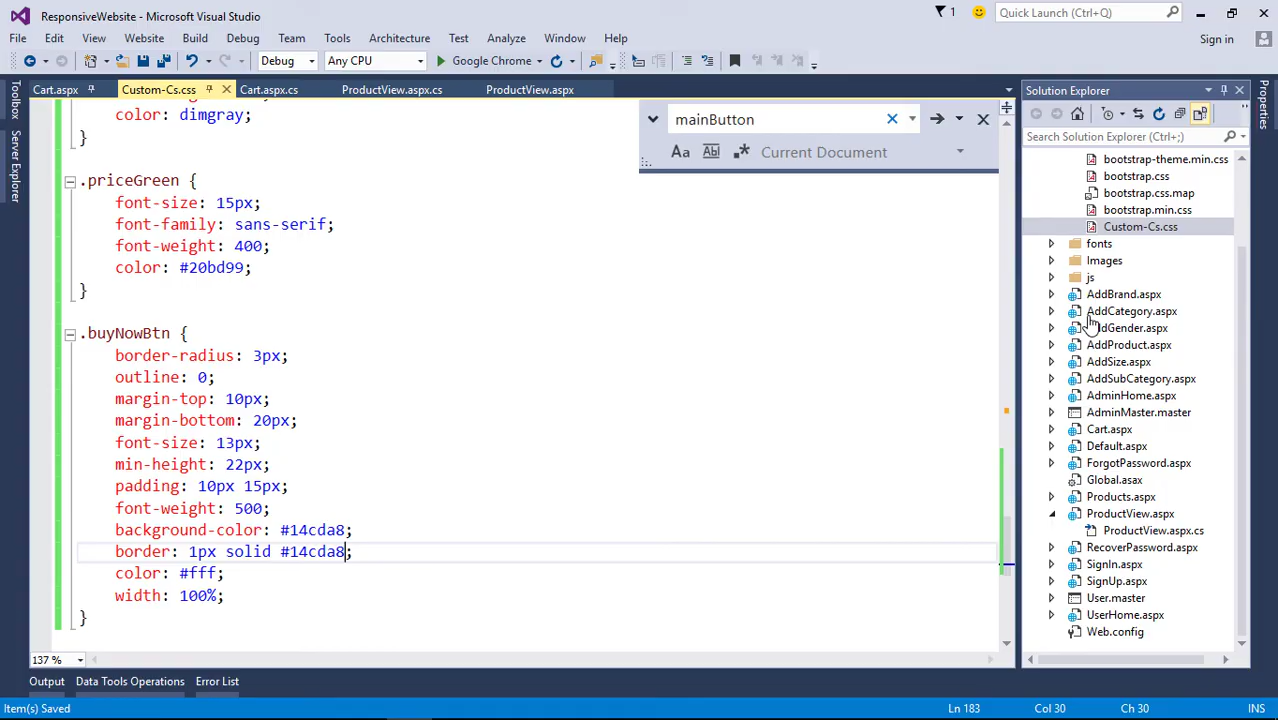 ResponsiveWebsite - Microsoft Visual Studio
1
Quick Launch (Ctrl+Q)
File Edit View Website Build Debug Team Tools Architecture Test Analyze Window Help
Sign in
Debug
Any CPU
Google Chrome
Cart.aspx
Custom-Cs.css
Cart.aspx.cs
ProductView.aspx.cs
ProductView.aspx
Toolbox
Server Explorer
color: dimgray;
}
.priceGreen {
font-size: 15px;
font-family: sans-serif;
font-weight: 400;
color: #20bd99;
}
.buyNowBtn {
border-radius: 3px;
outline: 0;
margin-top: 10px;
margin-bottom: 20px;
font-size: 13px;
min-height: 22px;
padding: 10px 15px;
font-weight: 500;
background-color: #14cda8;
border: 1px solid #14cda8;
color: #fff;
width: 100%;
}
mainButton
Aa
Current Document
Solution Explorer
Search Solution Explorer (Ctrl+;)
bootstrap-theme.min.css
bootstrap.css
bootstrap.css.map
bootstrap.min.css
Custom-Cs.css
fonts
Images
js
AddBrand.aspx
AddCategory.aspx
AddGender.aspx
AddProduct.aspx
AddSize.aspx
AddSubCategory.aspx
AdminHome.aspx
AdminMaster.master
Cart.aspx
Default.aspx
ForgotPassword.aspx
Global.asax
Products.aspx
ProductView.aspx
ProductView.aspx.cs
RecoverPassword.aspx
SignIn.aspx
SignUp.aspx
User.master
UserHome.aspx
Web.config
Properties
137 %
Output
Data Tools Operations
Error List
Item(s) Saved
Ln 183
Col 30
Ch 30
INS